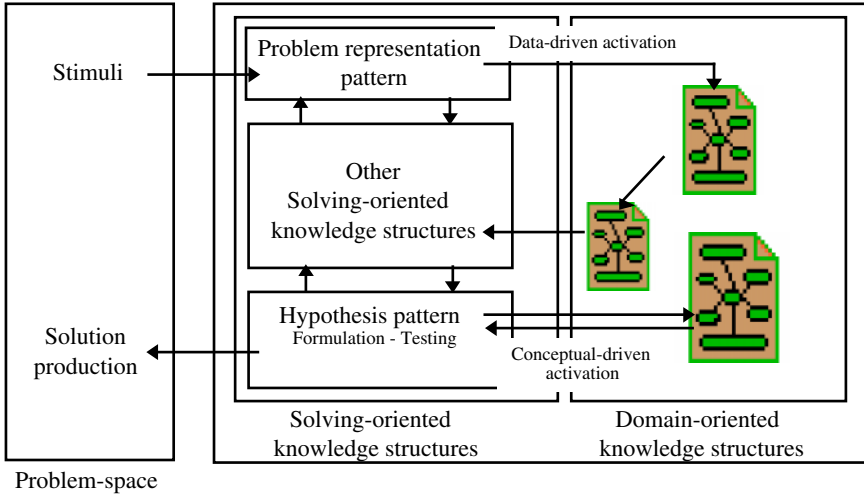 Stimuli
Problem representation
pattern
Data-driven activation
Other
Solving-oriented
knowledge structures
Hypothesis pattern
Formulation - Testing
Solution
production
Conceptual-driven
activation
Solving-oriented
knowledge structures
Domain-oriented
knowledge structures
Problem-space